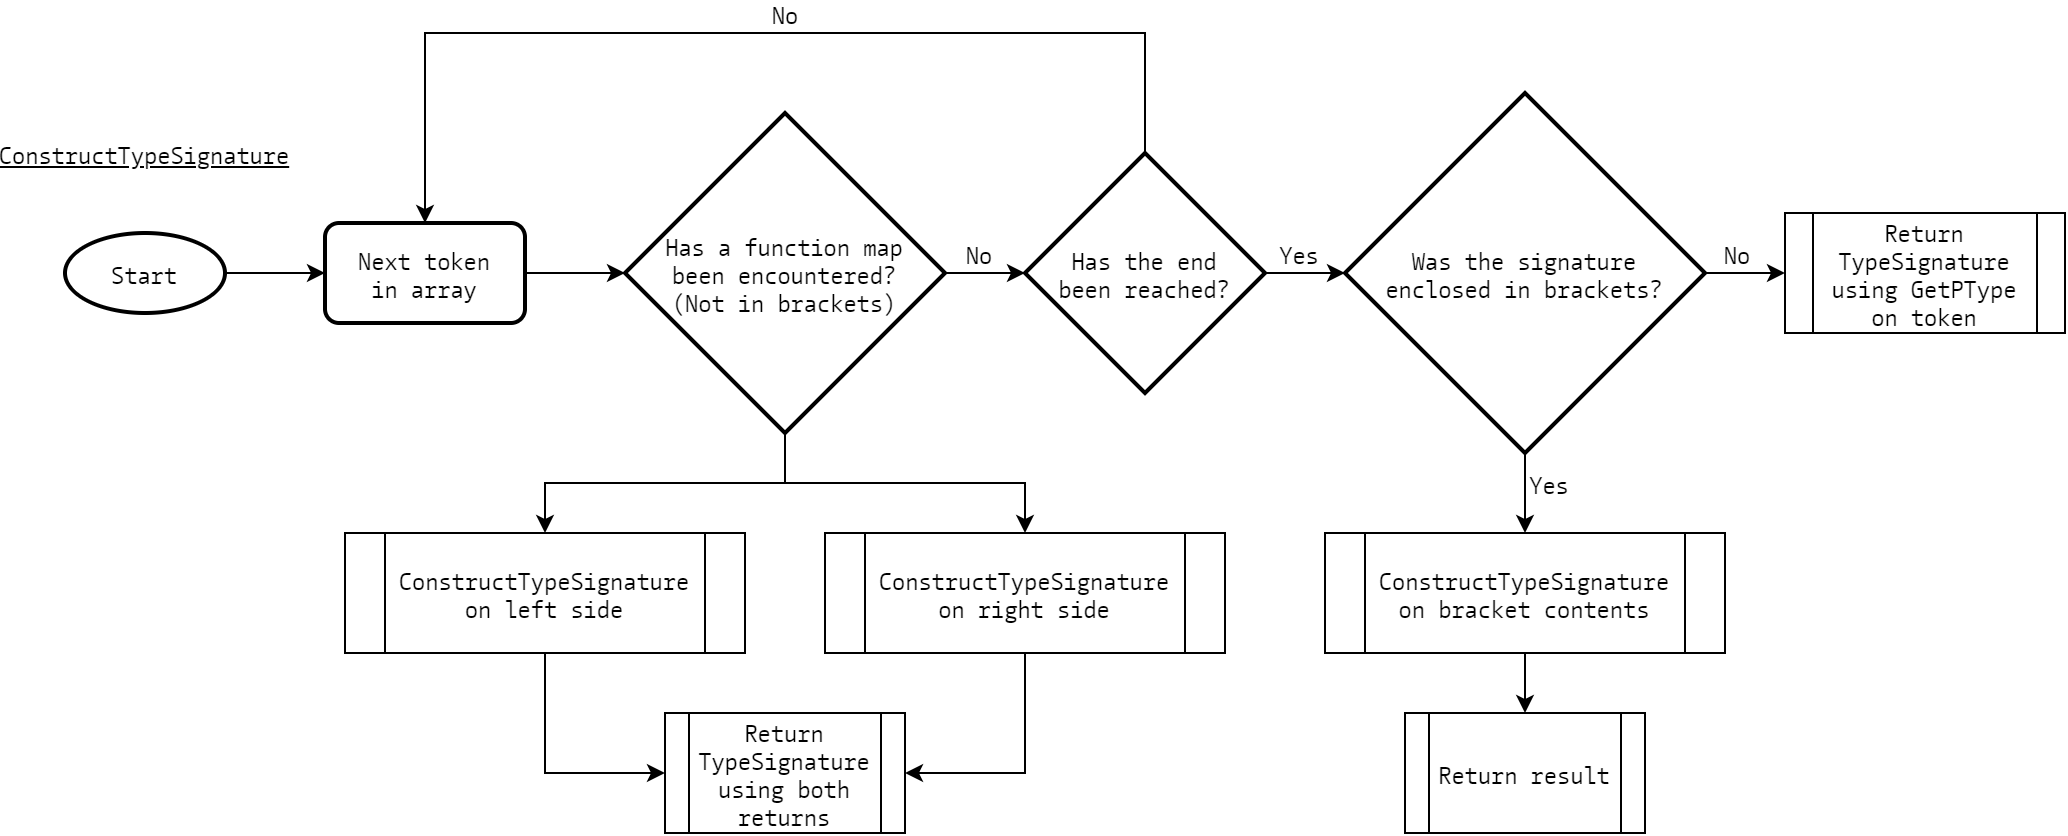 No
ConstructTypeSignature
Start
Next token
in array
Has a function map
been encountered?
(Not in brackets)
No
Has the end
been reached?
Yes
Was the signature
enclosed in brackets?
No
Return
TypeSignature
using GetPType
on token
Yes
ConstructTypeSignature
on left side
ConstructTypeSignature
on right side
ConstructTypeSignature
on bracket contents
Return
TypeSignature
using both
returns
Return result